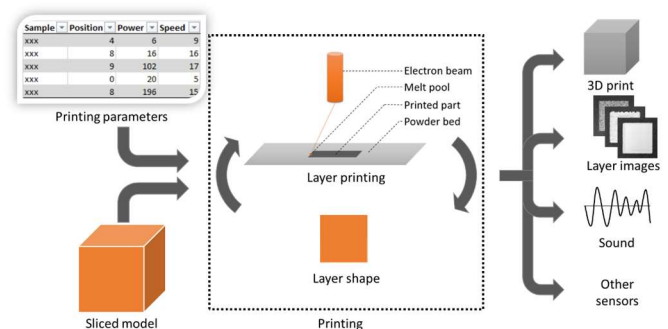 Sample Position Power Speed
xxx 4 6 9
xxx 8 16 16
xxx 9 102 17
xxx 0 20 5
xxx 8 196 15
Printing parameters
Sliced model
Electron beam
Melt pool
Printed part
Powder bed
Layer printing
Layer shape
Printing
3D print
Layer images
Sound
Other
sensors